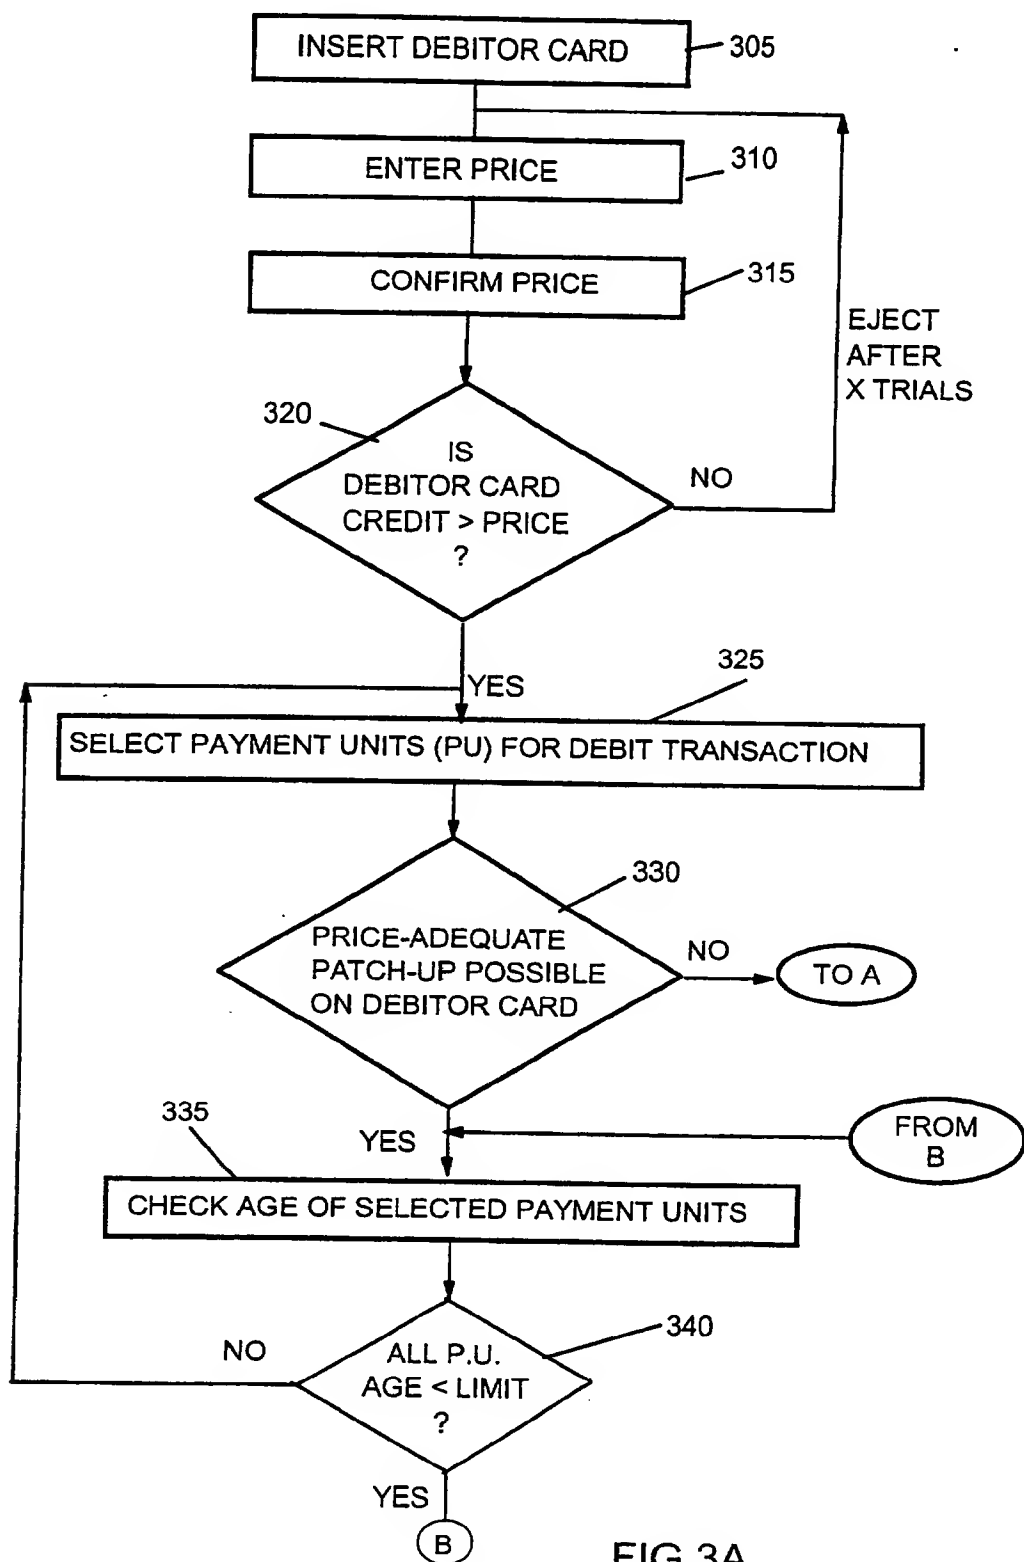 INSERT DEBITOR CARD
305
ENTER PRICE
310
CONFIRM PRICE
315
EJECT
AFTER
X TRIALS
320
IS
DEBITOR CARD
CREDIT > PRICE
?
NO
YES
325
SELECT PAYMENT UNITS (PU) FOR DEBIT TRANSACTION
330
PRICE-ADEQUATE
PATCH-UP POSSIBLE
ON DEBITOR CARD
NO
TO A
335
YES
FROM
B
CHECK AGE OF SELECTED PAYMENT UNITS
340
NO
ALL P.U.
AGE < LIMIT
?
YES
B
FIG.3A